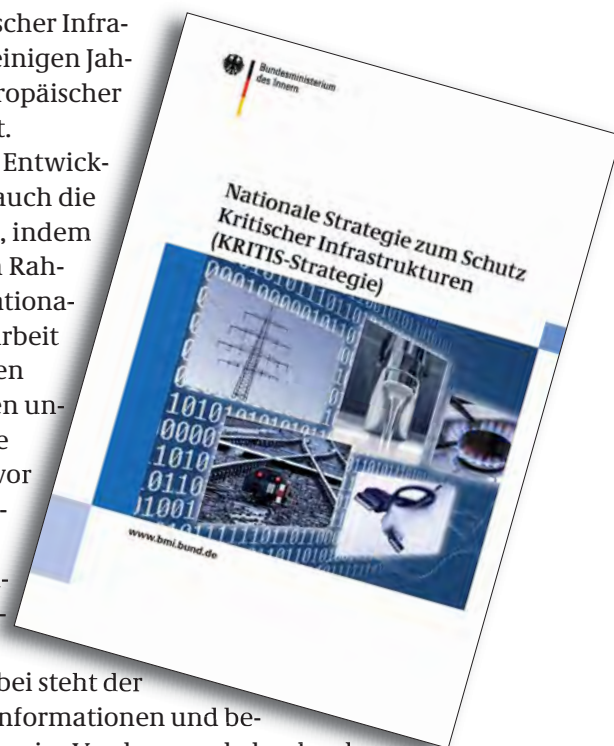 scher Infra-
einigen Jah-
ropäischer
t.
Entwick-
auch die
, indem
Rah-
ationa-
rbeit
en
en un-
e
vor
-
-
-
bei steht der
nformationen und be-
Bundesministerium
des Innern
Nationale Strategie zum Schutz
Kritischer Infrastrukturen
(KRITIS-Strategie)
www.bmi.bund.de